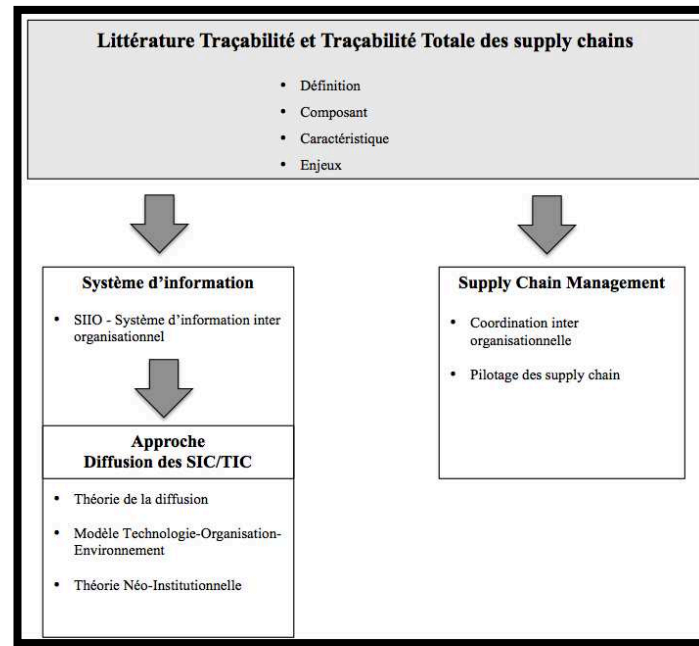 Littérature Traçabilité et Traçabilité Totale des supply chains
• Définition
• Composant
• Caractéristique
• Enjeux
Système d'information
• SIIO - Système d'information inter
organisationnel
Approche
Diffusion des SIC/TIC
• Théorie de la diffusion
• Modèle Technologie-Organisation-
Environnement
• Théorie Néo-Institutionnelle
Supply Chain Management
• Coordination inter
organisationnelle
• Pilotage des supply chain